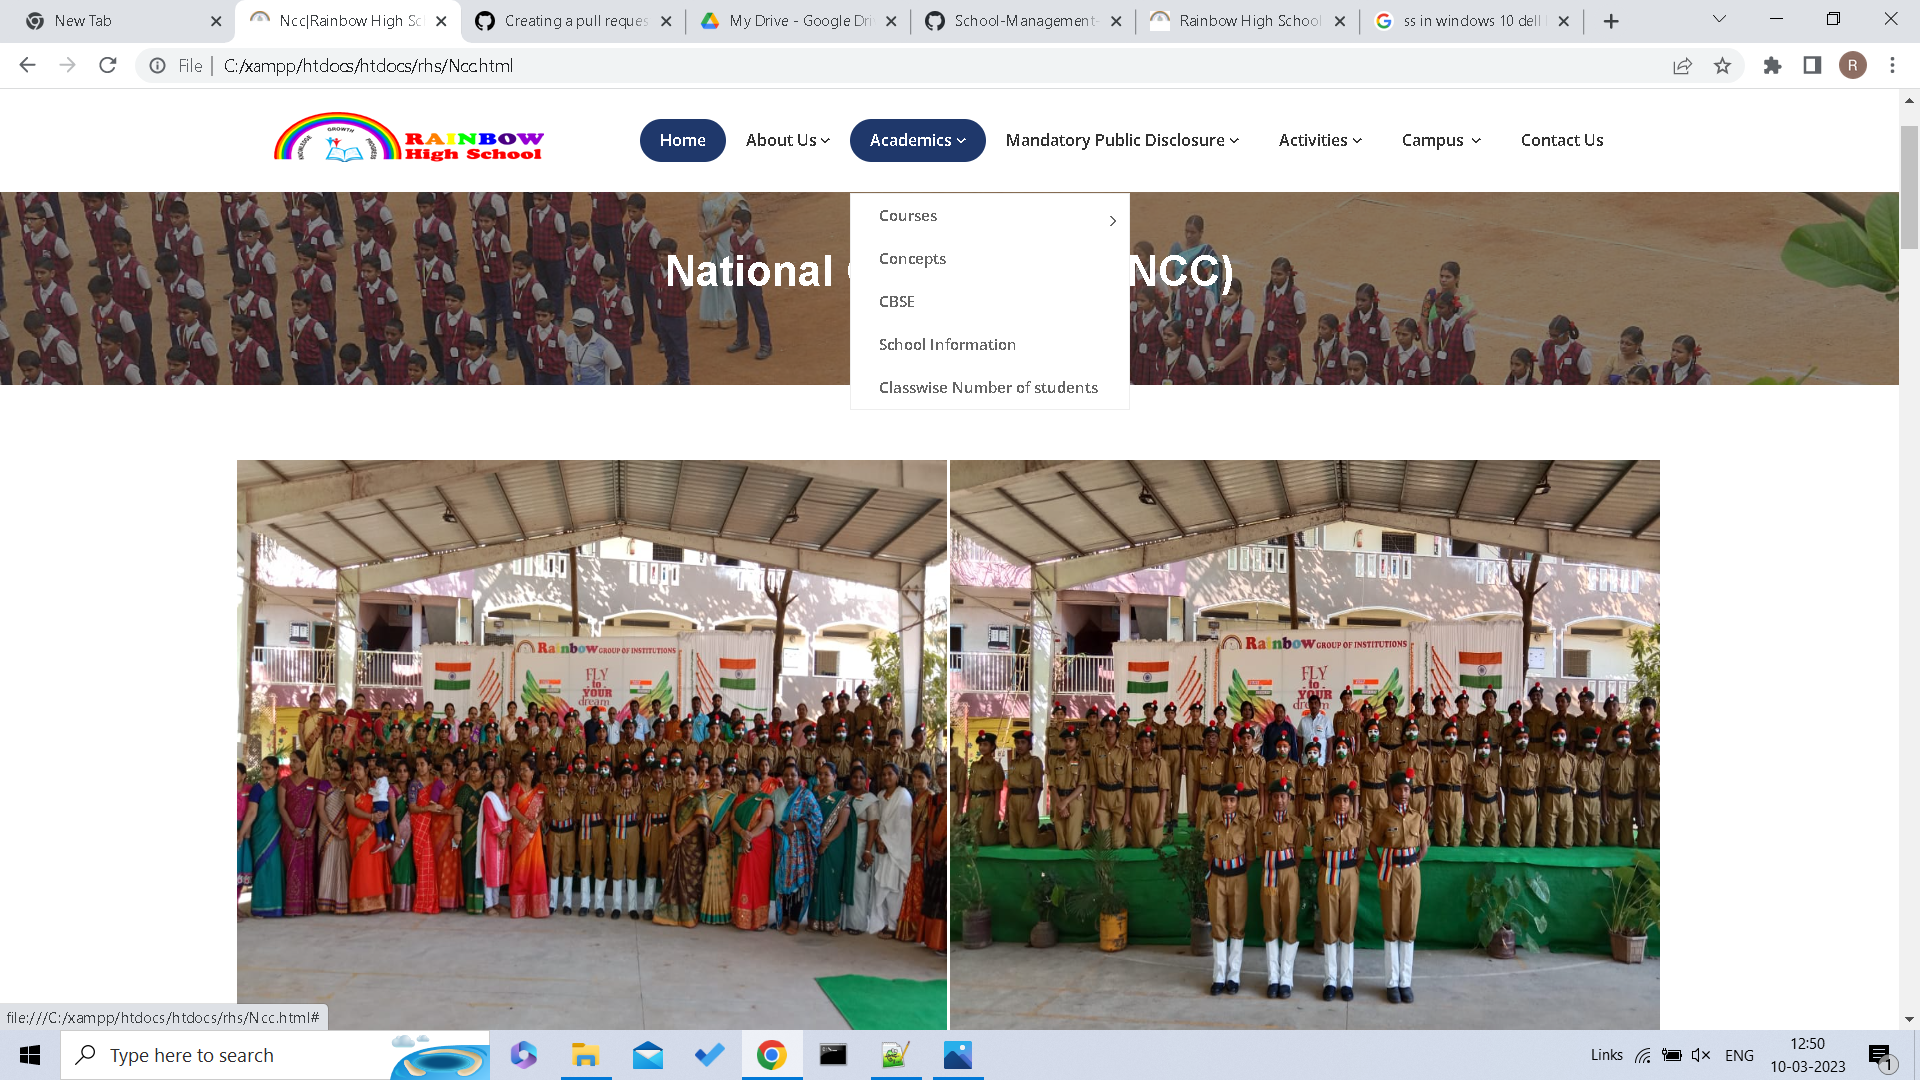 New Tab
Ncc|Rainbow High Sc
Creating a pull reques
My Drive - Google Dri
School-Management-
Rainbow High School
ss in windows 10 dell
File
C:/xampp/htdocs/htdocs/rhs/Ncc.html
R
KNOWLEDGE GROWTH PROGRESS
RAINBOW
High School
Home
About Us
Academics
Mandatory Public Disclosure
Activities
Campus
Contact Us
Courses
Concepts
CBSE
School Information
Classwise Number of students
National
NCC)
Rainbow GROUP OF INSTITUTIONS
FLY
to
YOUR
dream
Rainbow GROUP OF INSTITUTIONS
FLY
to
YOUR
dream
file:///C:/xampp/htdocs/htdocs/rhs/Ncc.html#
Type here to search
Links
ENG
12:50
10-03-2023
1